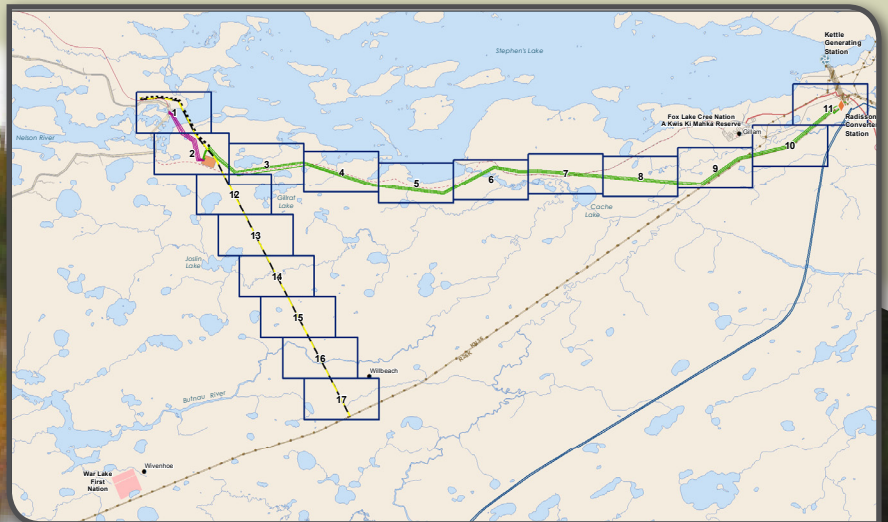 Stephen's Lake
Kettle
Generating
Station
Nelson River
1
2
3
4
5
6
7
8
9
10
11
Fox Lake Cree Nation
A Kwis Ki Mahka Reserve
Gillam
Radisson
Converte
Station
Cache
Lake
12
Gillrat
Lake
13
Joslin
Lake
14
15
16
17
Willbeach
Butnau River
War Lake
First
Nation
Wivenhoe